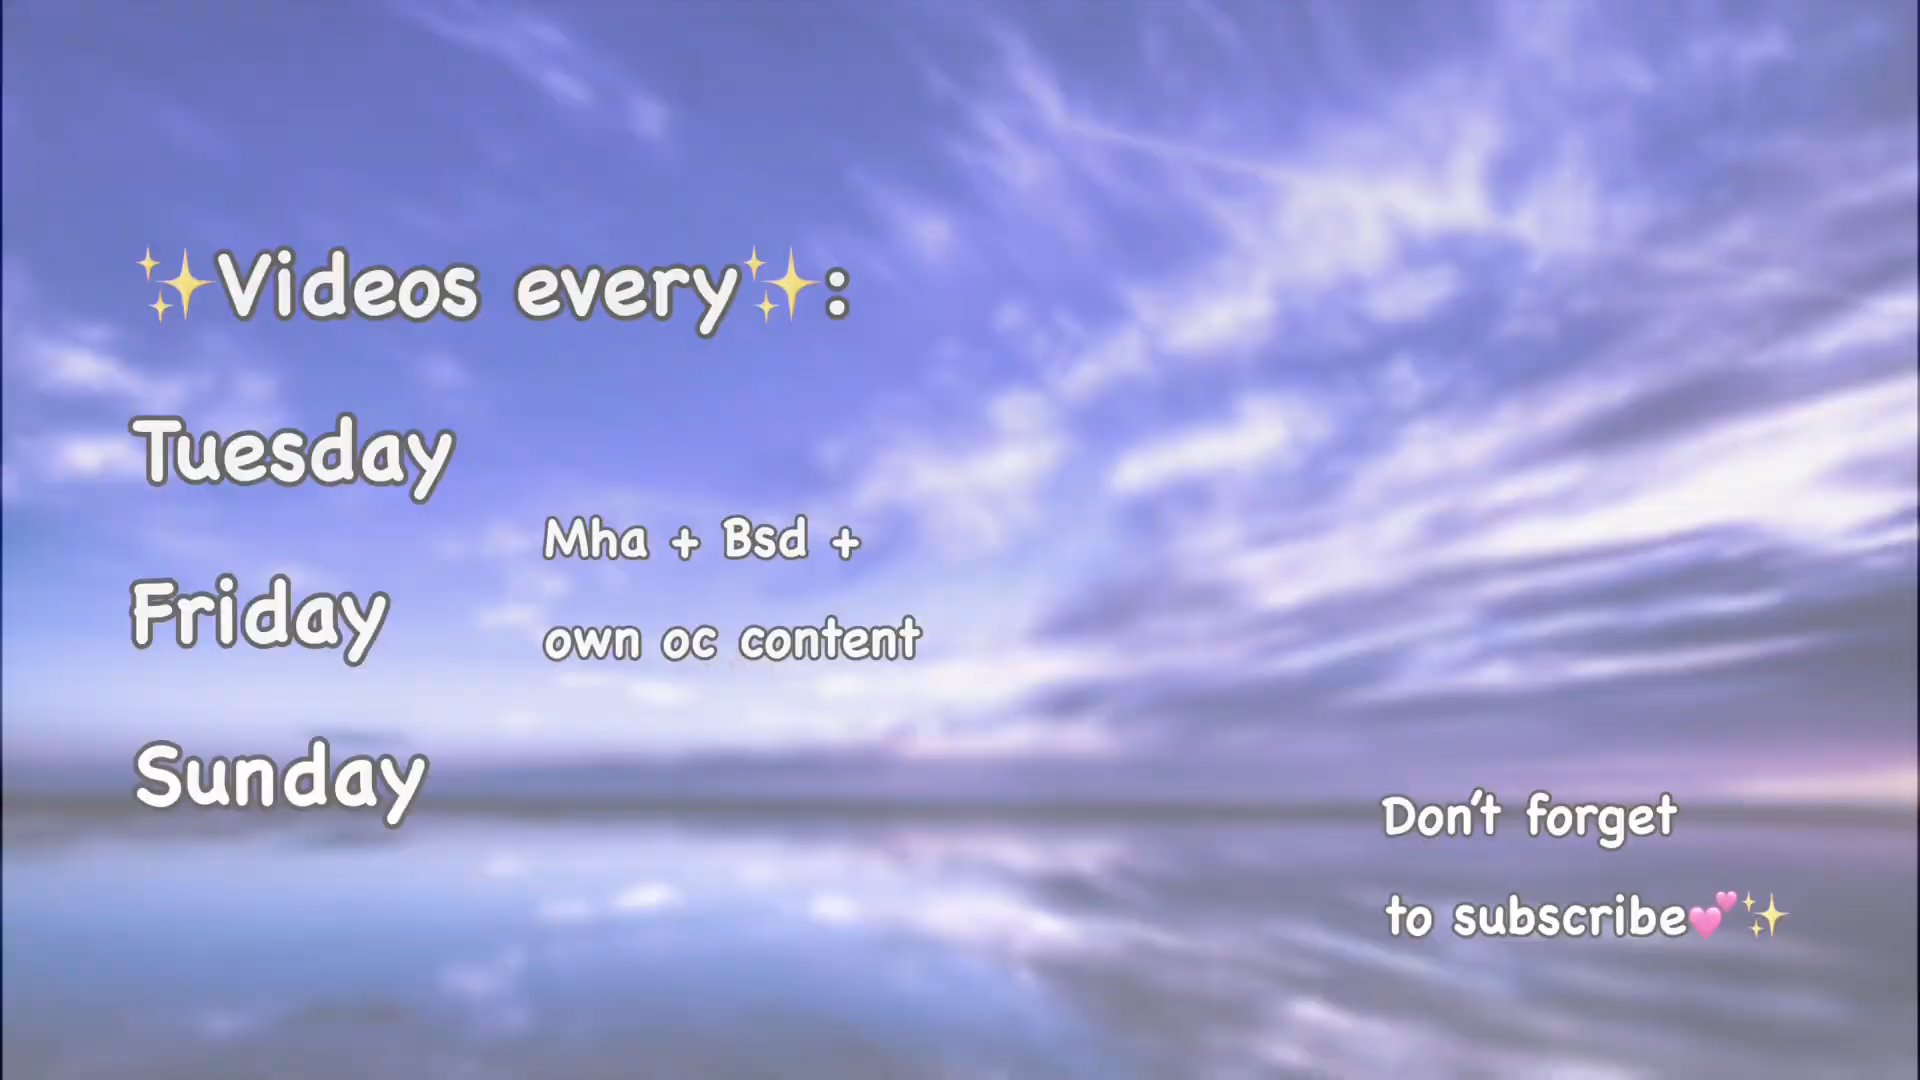 ✨Videos every✨:
Tuesday
Friday
Sunday
Mha + Bsd +
own oc content
Don't forget
to subscribe💕✨